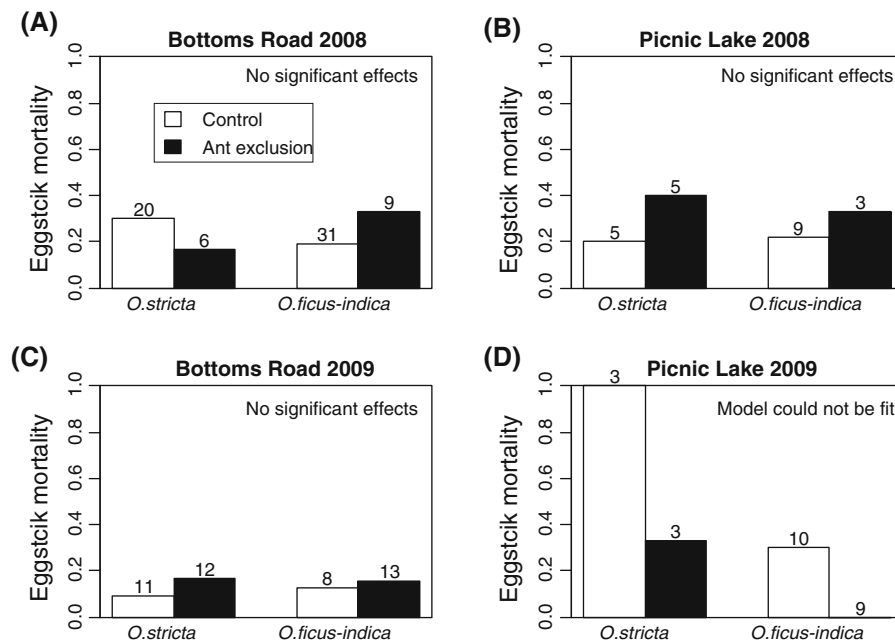 (A)
Bottoms Road 2008
No significant effects
Control
Ant exclusion
Eggstcik mortality
1.0
0.8
0.6
0.4
0.2
0.0
20
6
31
9
O.stricta
O.ficus-indica
(B)
Picnic Lake 2008
No significant effects
Eggstcik mortality
1.0
0.8
0.6
0.4
0.2
0.0
5
5
9
3
O.stricta
O.ficus-indica
(C)
Bottoms Road 2009
No significant effects
Eggstcik mortality
1.0
0.8
0.6
0.4
0.2
0.0
11
12
8
13
O.stricta
O.ficus-indica
(D)
Picnic Lake 2009
Model could not be fit
Eggstcik mortality
1.0
0.8
0.6
0.4
0.2
0.0
3
3
10
9
O.stricta
O.ficus-indica